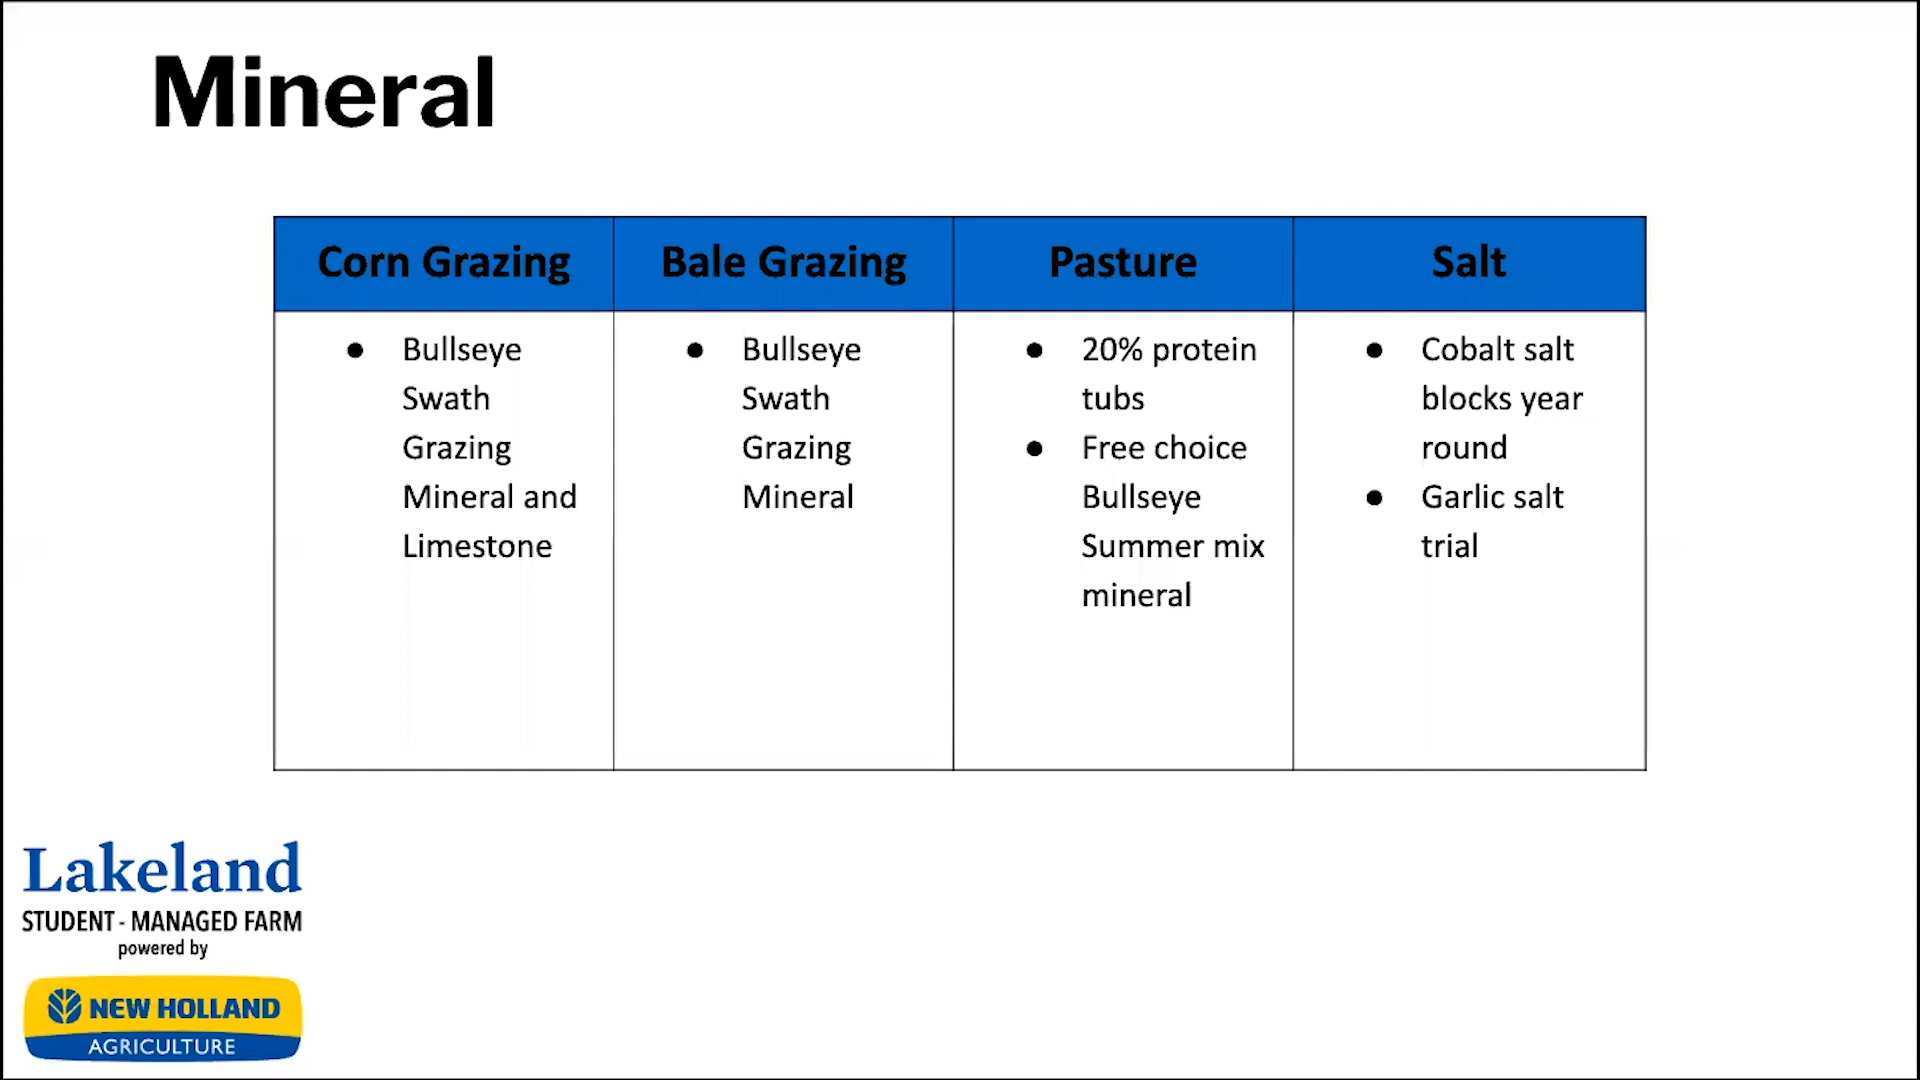 Mineral
Corn Grazing
Bale Grazing
Pasture
Salt
● Bullseye
Swath
Grazing
Mineral and
Limestone
● Bullseye
Swath
Grazing
Mineral
● 20% protein
tubs
● Free choice
Bullseye
Summer mix
mineral
● Cobalt salt
blocks year
round
● Garlic salt
trial
Lakeland
STUDENT - MANAGED FARM
powered by
NEW HOLLAND
AGRICULTURE